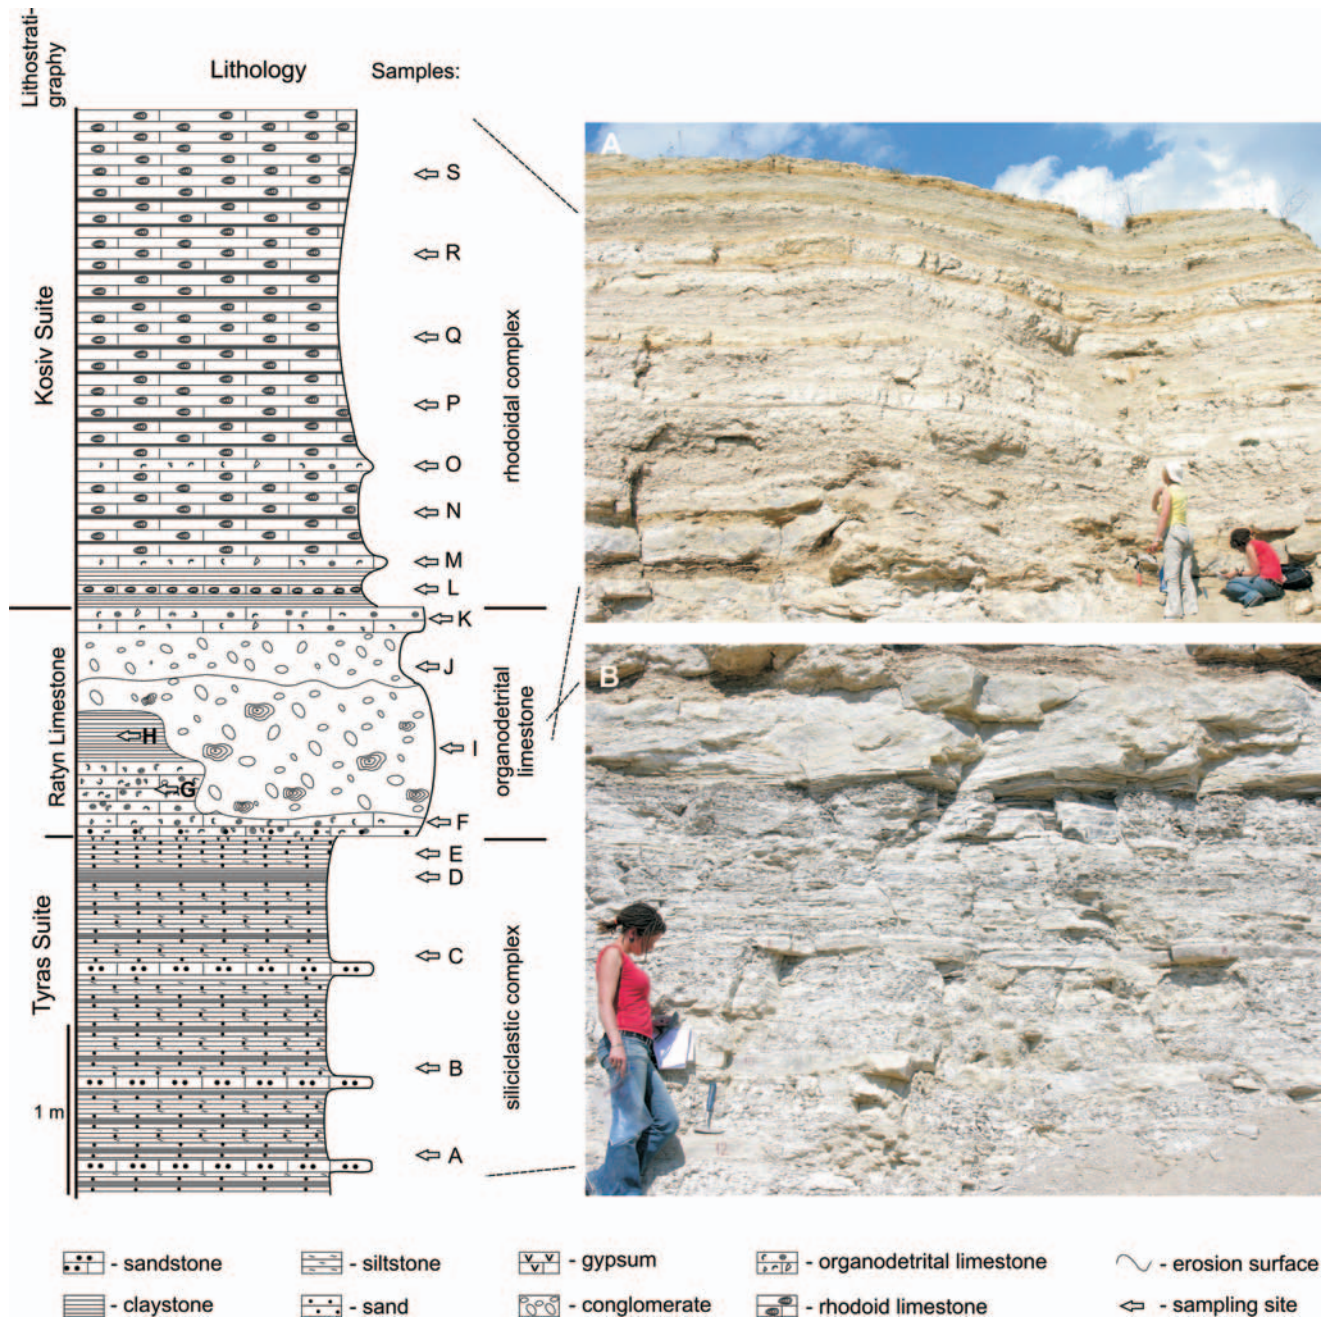 Lithostrati-
graphy
Lithology
Samples:
Kosiv Suite
Ratyn Limestone
Tyras Suite
1 m
S
R
Q
P
O
N
M
L
K
J
I
H
G
F
E
D
C
B
A
rhodoidal complex
organodetrital
limestone
siliciclastic complex
A
B
- sandstone
- siltstone
- gypsum
- organodetrital limestone
- erosion surface
- claystone
- sand
- conglomerate
- rhodoid limestone
- sampling site